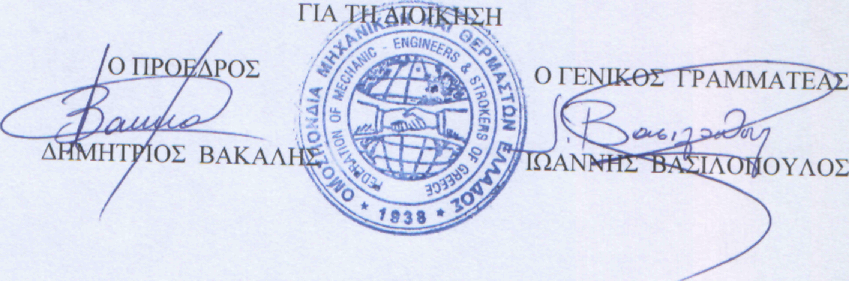 ΓΙΑ ΤΗ ΔΙΟΙΚΗΣΗ
Ο ΠΡΟΕΔΡΟΣ
Ο ΓΕΝΙΚΟΣ ΓΡΑΜΜΑΤΕΑΣ
ΔΗΜΗΤΡΙΟΣ ΒΑΚΑΛΗΣ
ΙΩΑΝΝΗΣ ΒΑΣΙΛΟΠΟΥΛΟΣ
ΟΜΟΣΠΟΝΔΙΑ ΜΗΧΑΝΙΚΩΝ ΚΑΙ ΘΕΡΜΑΣΤΩΝ ΕΛΛΑΔΟΣ
FEDERATION OF MECHANIC - ENGINEERS & STROKERS OF GREECE
* 1938 *